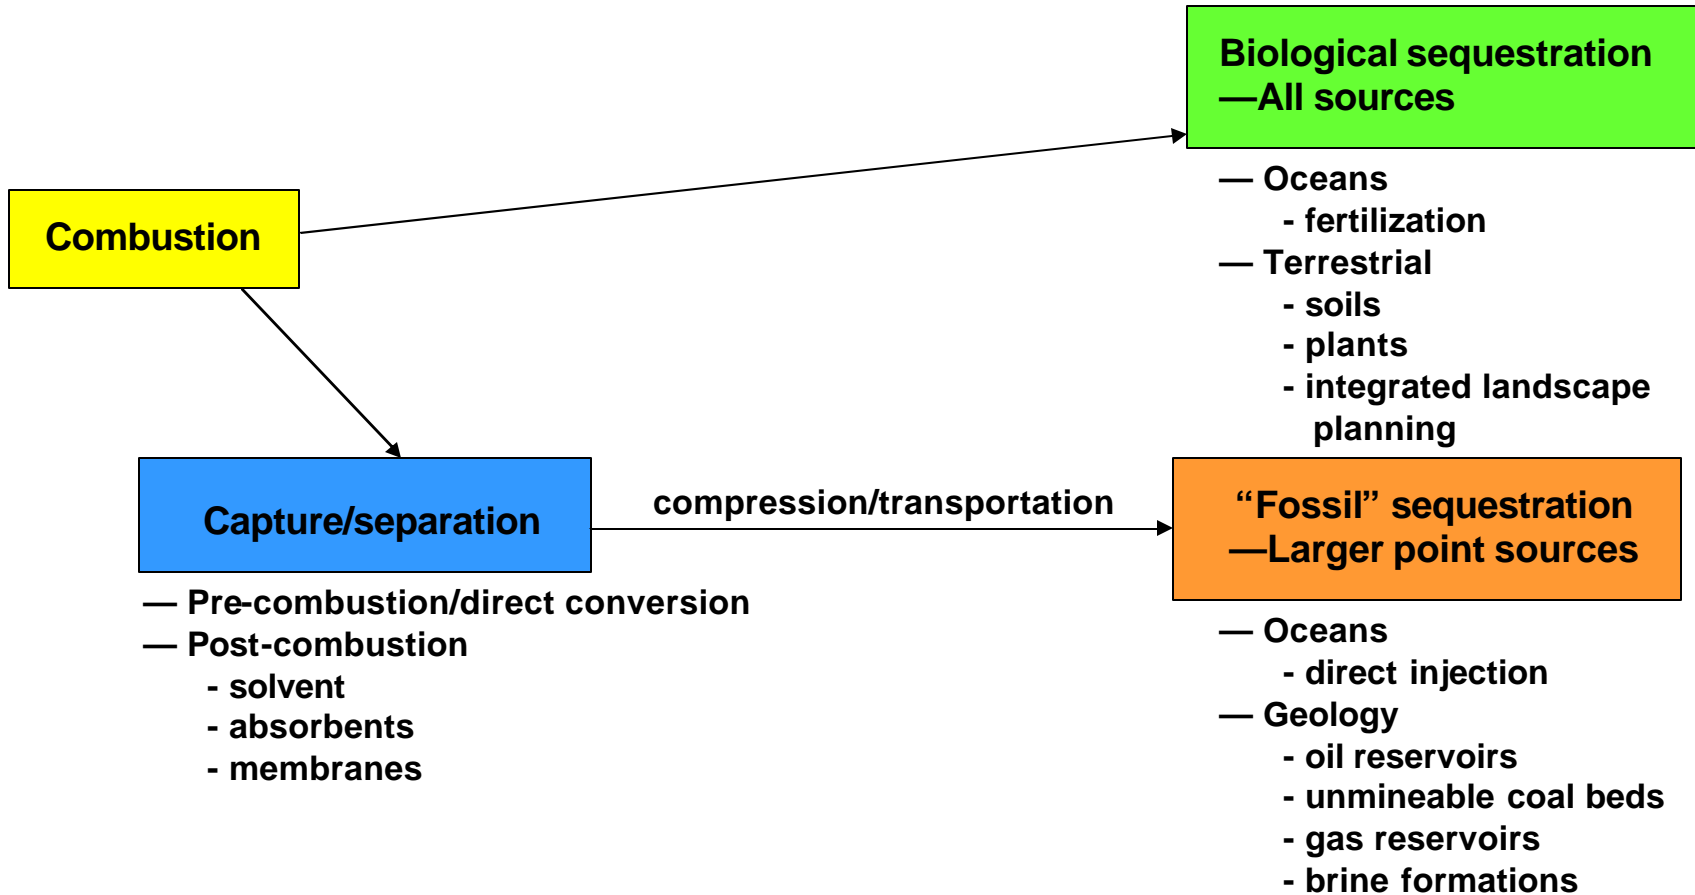 Combustion
Biological sequestration
—All sources
— Oceans
- fertilization
— Terrestrial
- soils
- plants
- integrated landscape
planning
Capture/separation
— Pre-combustion/direct conversion
— Post-combustion
- solvent
- absorbents
- membranes
compression/transportation
“Fossil” sequestration
—Larger point sources
— Oceans
- direct injection
— Geology
- oil reservoirs
- unmineable coal beds
- gas reservoirs
- brine formations